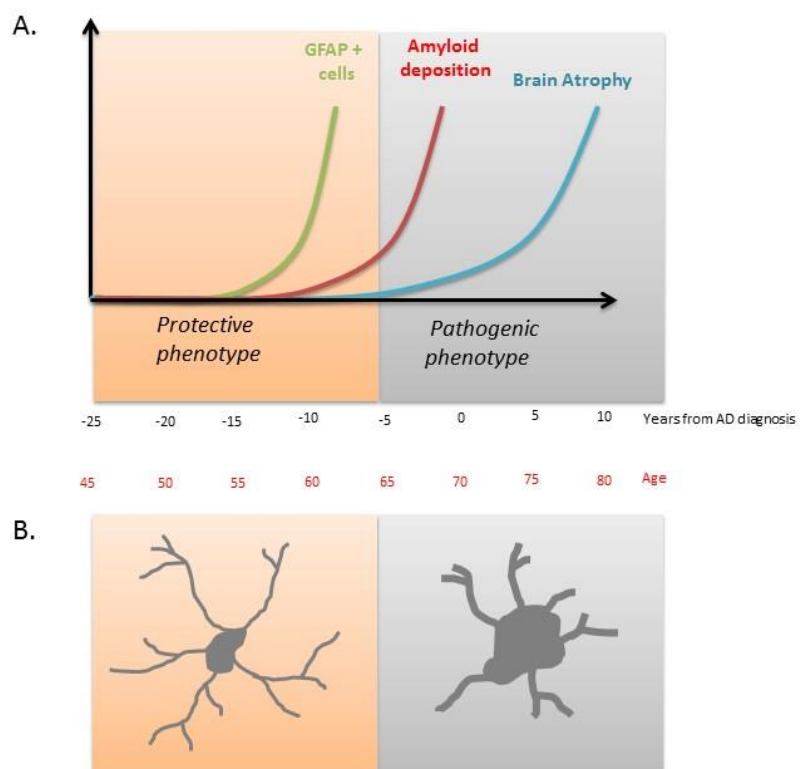 A.
GFAP +
cells
Amyloid
deposition
Brain Atrophy
Protective
phenotype
Pathogenic
phenotype
-25 -20 -15 -10 -5 0 5 10 Years from AD diagnosis
45 50 55 60 65 70 75 80 Age
B.